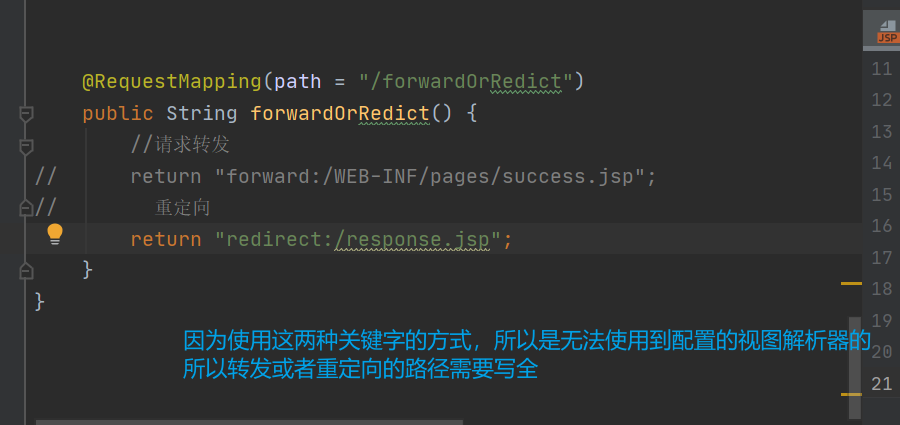 JSP
@RequestMapping(path = "/forwardOrRedict")
public String forwardOrRedict() {
//请求转发
// return "forward:/WEB-INF/pages/success.jsp";
// 重定向
return "redirect:/response.jsp";
}
}
因为使用这两种关键字的方式，所以是无法使用到配置的视图解析器的
所以转发或者重定向的路径需要写全
11
12
13
14
15
16
17
18
19
20
21